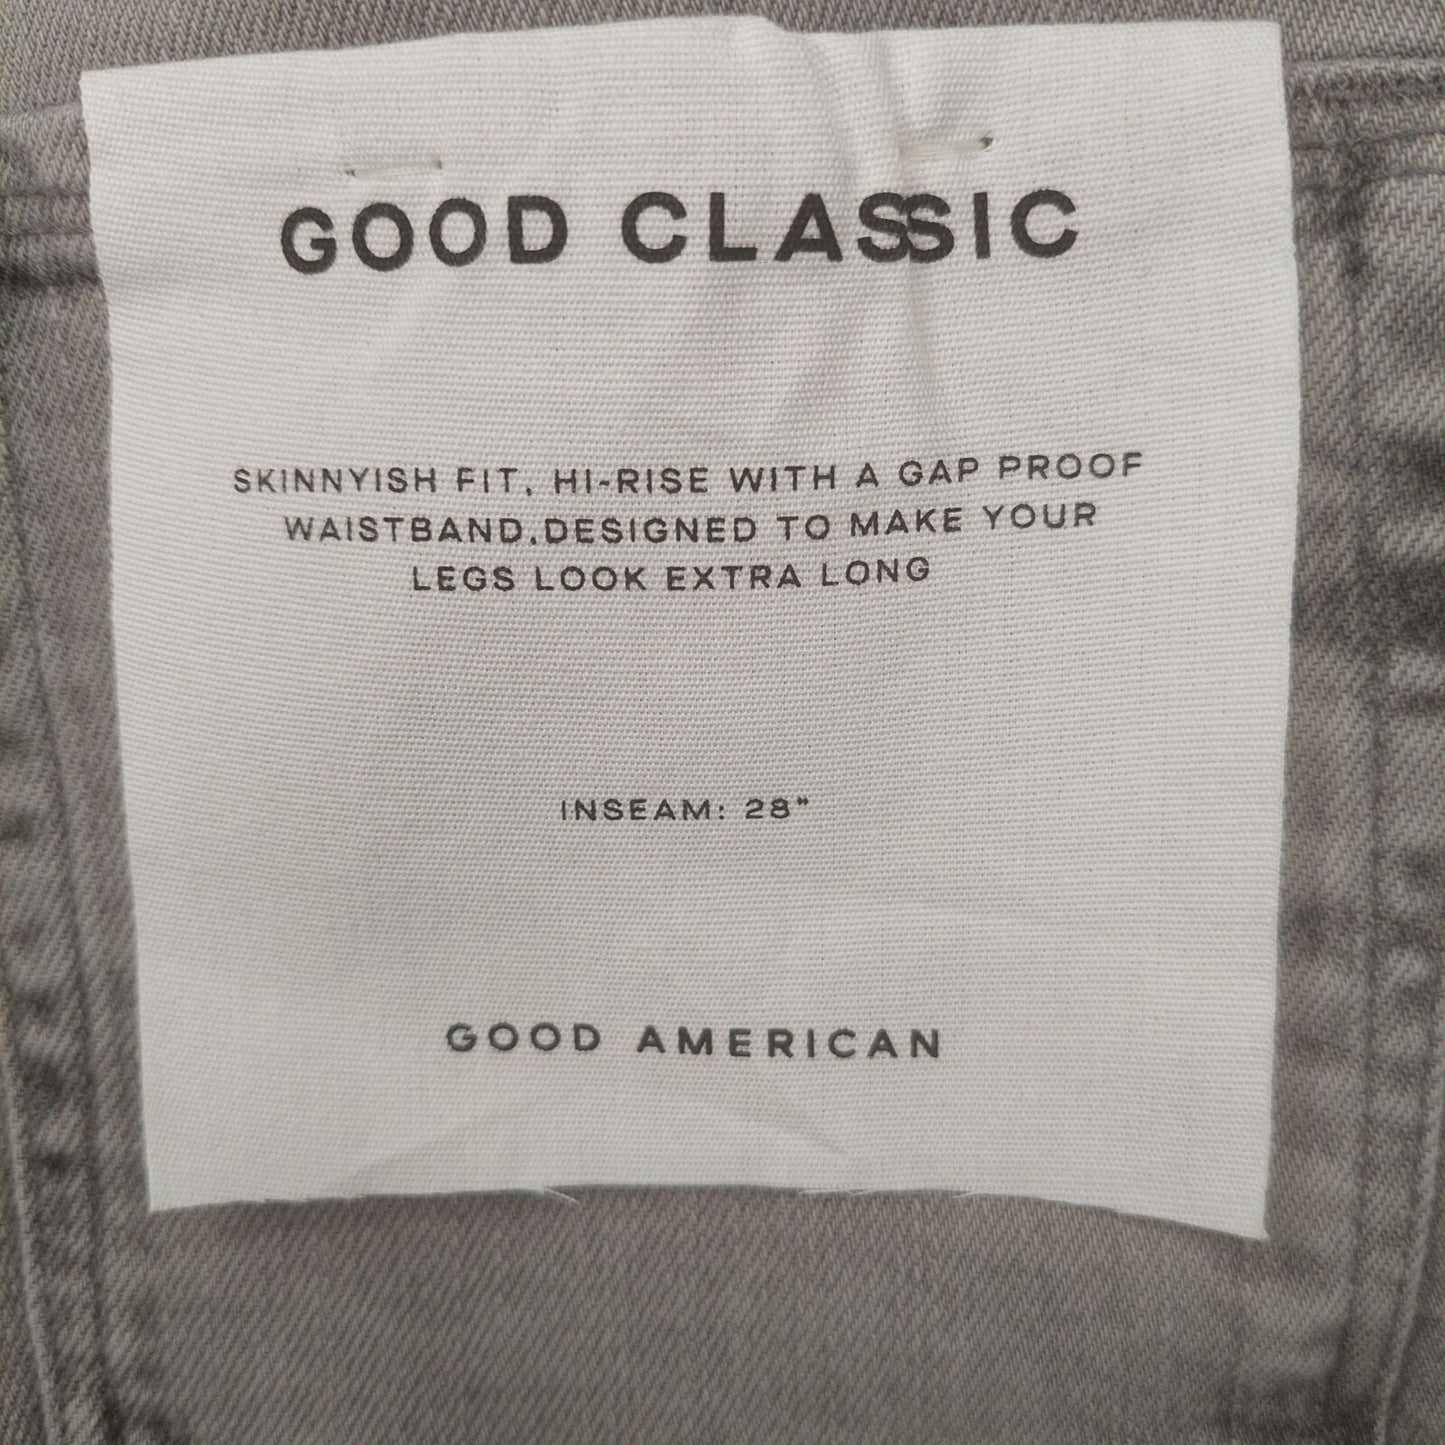 GOOD CLASSIC
SKINNYISH FIT, HI-RISE WITH A GAP PROOF
WAISTBAND,DESIGNED TO MAKE YOUR
LEGS LOOK EXTRA LONG
INSEAM: 28"
GOOD AMERICAN